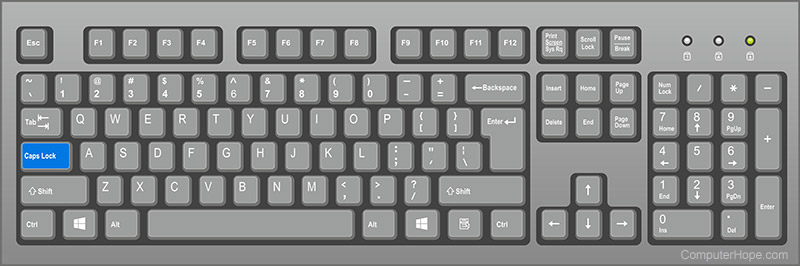 Esc F1 F2 F3 F4 F5 F6 F7 F8 F9 F10 F11 F12 Print Scroll Pause
Screen Lock
Sys Rq Break
~ ! @ # $ % ^ & * ( ) — +
` 1 2 3 4 5 6 7 8 9 0 - = ←Backspace Insert Home Page Num / * −
Up Lock
Tab Q W E R T Y U I O P { } Enter Delete End Page 7 8 9 +
[ ] Down Home ↑ PgUp
Caps Lock A S D F G H J K L : " ¦ 4 5 6
; ' \ ← →
⇧ Shift Z X C V B N M < > ? ⇧ Shift ↑ 1 2 3 Enter
, . / End ↓ PgDn
Ctrl Alt Alt Ctrl ← ↓ → 0 .
Ins Del
ComputerHope.com